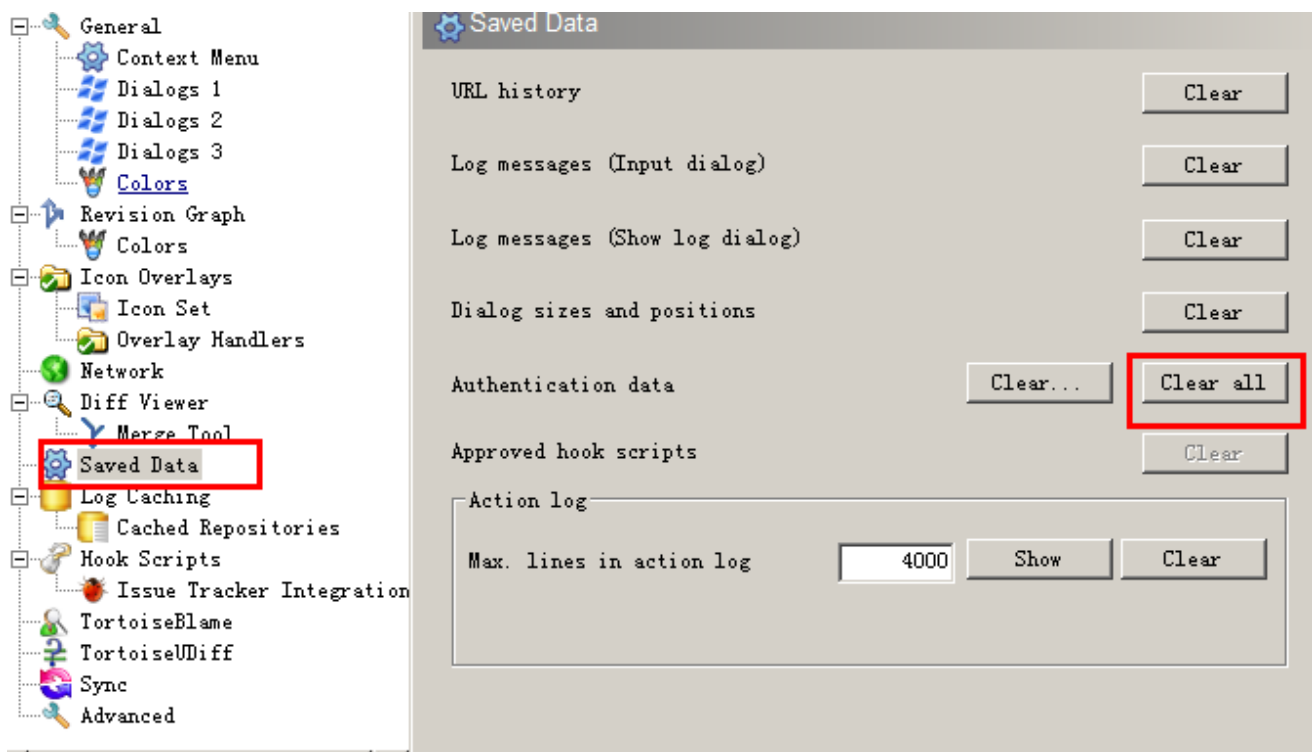 General
Context Menu
Dialogs 1
Dialogs 2
Dialogs 3
Colors
Revision Graph
Colors
Icon Overlays
Icon Set
Overlay Handlers
Network
Diff Viewer
Merge Tool
Saved Data
Log Caching
Cached Repositories
Hook Scripts
Issue Tracker Integration
TortoiseBlame
TortoiseUDiff
Sync
Advanced
Saved Data
URL history Clear
Log messages (Input dialog) Clear
Log messages (Show log dialog) Clear
Dialog sizes and positions Clear
Authentication data Clear... Clear all
Approved hook scripts Clear
Action log
Max. lines in action log 4000 Show Clear